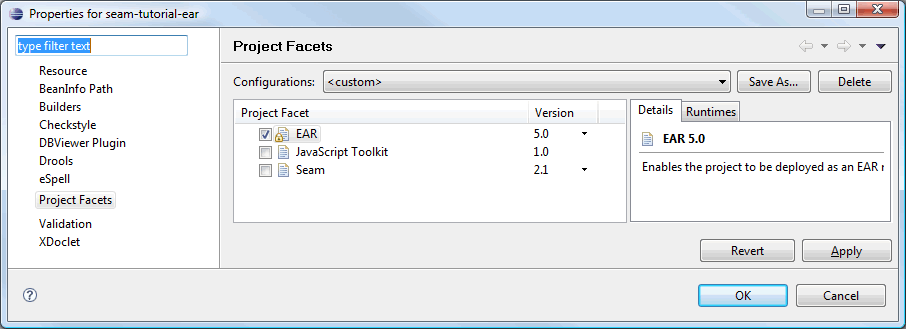 Properties for seam-tutorial-ear
type filter text
Resource
BeanInfo Path
Builders
Checkstyle
DBViewer Plugin
Drools
eSpell
Project Facets
Validation
XDoclet
Project Facets
Configurations: <custom> Save As... Delete
Project Facet Version
EAR 5.0
JavaScript Toolkit 1.0
Seam 2.1
Details Runtimes
EAR 5.0
Enables the project to be deployed as an EAR r
Revert Apply
? OK Cancel